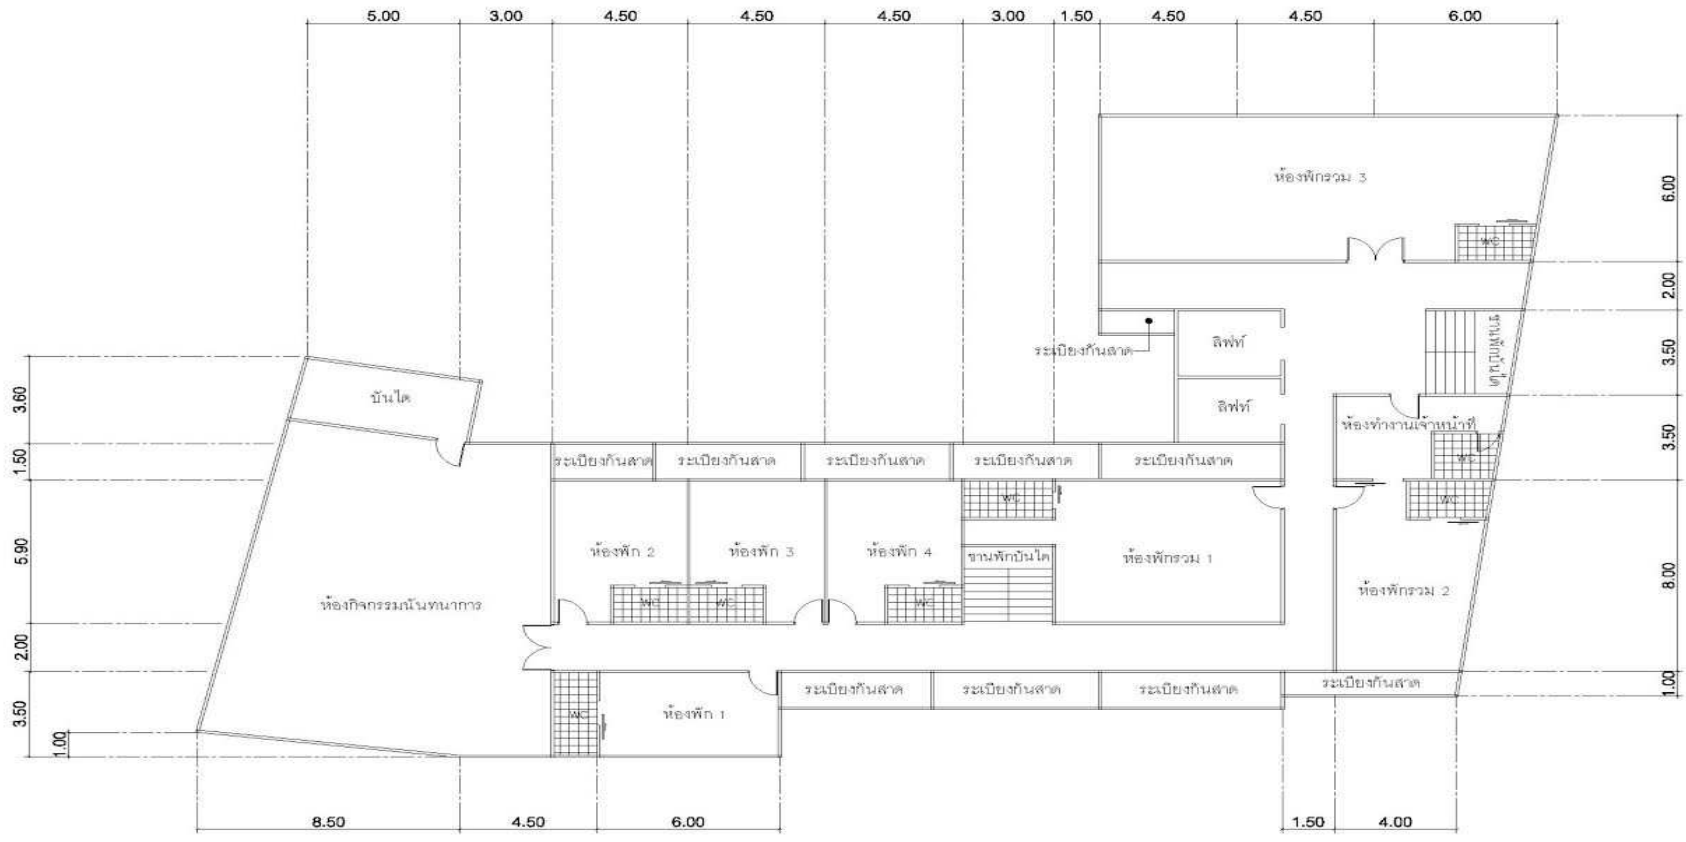 5.00 3.00 4.50 4.50 4.50 3.00 1.50 4.50 4.50 6.00
ห้องพักรวม 3
6.00
WC
2.00
ระเบียงกันสาด
ลิฟท์
ชานพักบันได
3.50
บันได
3.60
ลิฟท์
ห้องทำงานเจ้าหน้าที่
3.50
WC
1.50
ระเบียงกันสาด ระเบียงกันสาด ระเบียงกันสาด ระเบียงกันสาด ระเบียงกันสาด
WC
WC
5.90
ห้องพัก 2 ห้องพัก 3 ห้องพัก 4 ชานพักบันได ห้องพักรวม 1
8.00
ห้องพักรวม 2
ห้องกิจกรรมนันทนาการ
WC WC WC
2.00
ระเบียงกันสาด ระเบียงกันสาด ระเบียงกันสาด ระเบียงกันสาด
1.00
3.50
WC
ห้องพัก 1
1.00
8.50 4.50 6.00 1.50 4.00